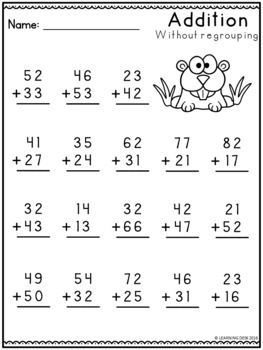 Name:
Addition
Without regrouping
52 46 23
+33 +53 +42
41 35 62 77 82
+27 +24 +31 +21 +17
32 14 32 42 21
+43 +13 +66 +47 +52
49 54 72 46 23
+50 +32 +25 +31 +16
© LEARNING DESK 2018